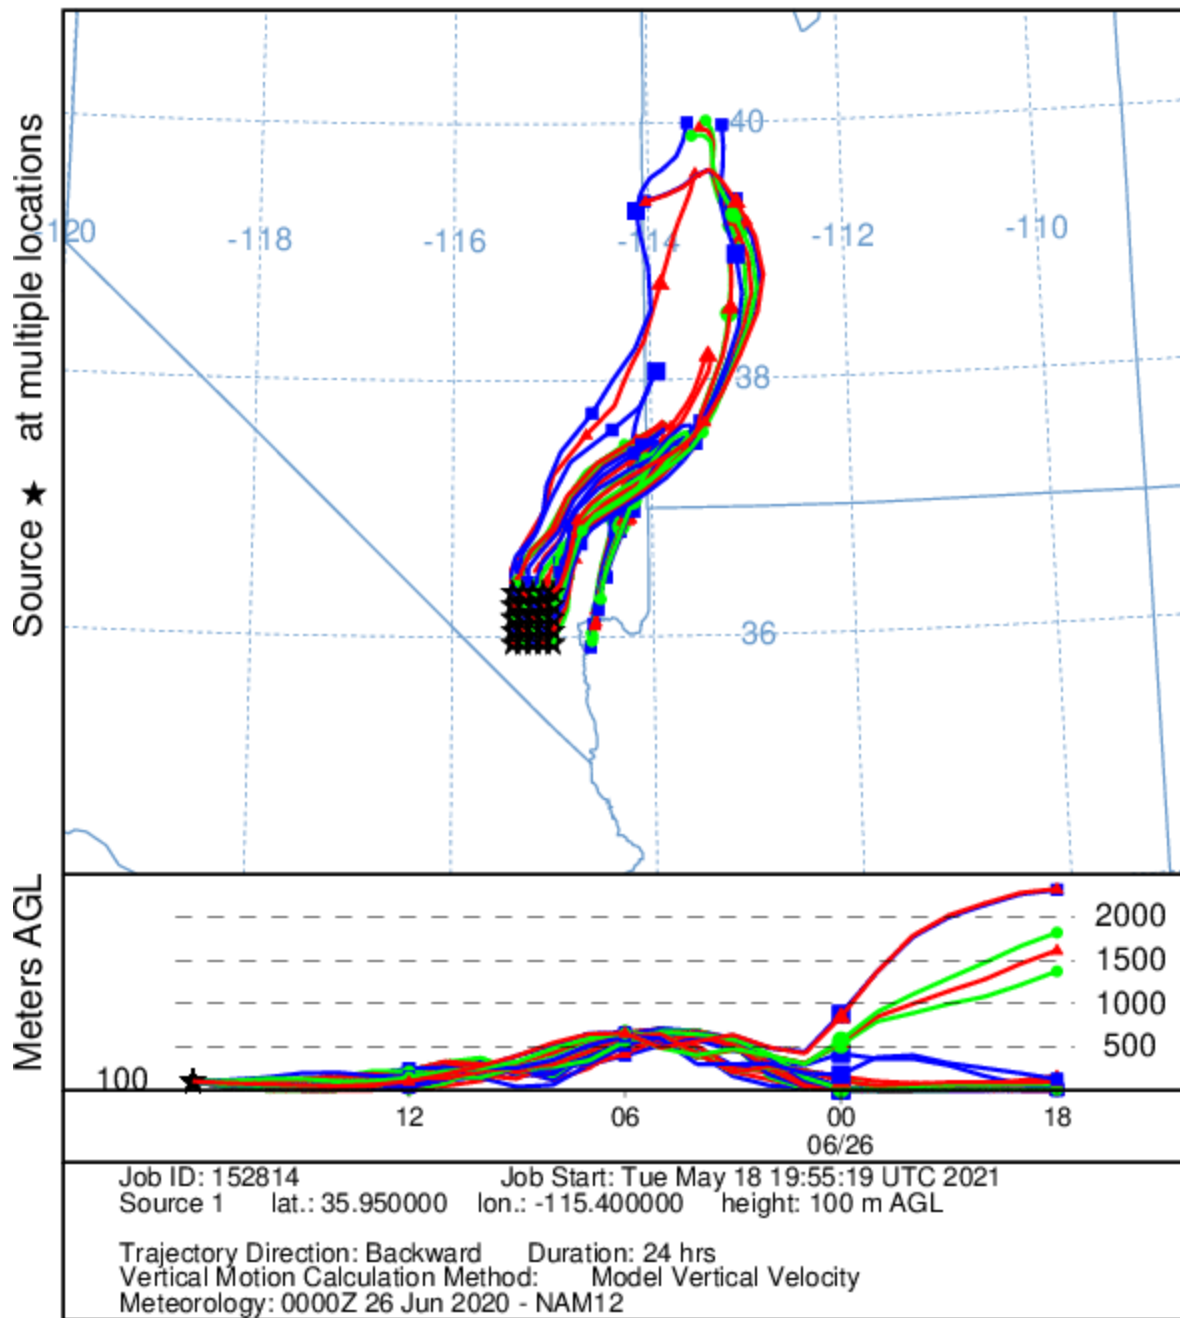 Source ★ at multiple locations
40
-120
-118
-116
-114
-112
-110
38
36
Meters AGL
2000
1500
1000
500
100
12 06 00 18
06/26
Job ID: 152814 Job Start: Tue May 18 19:55:19 UTC 2021
Source 1 lat.: 35.950000 lon.: -115.400000 height: 100 m AGL
Trajectory Direction: Backward Duration: 24 hrs
Vertical Motion Calculation Method: Model Vertical Velocity
Meteorology: 0000Z 26 Jun 2020 - NAM12